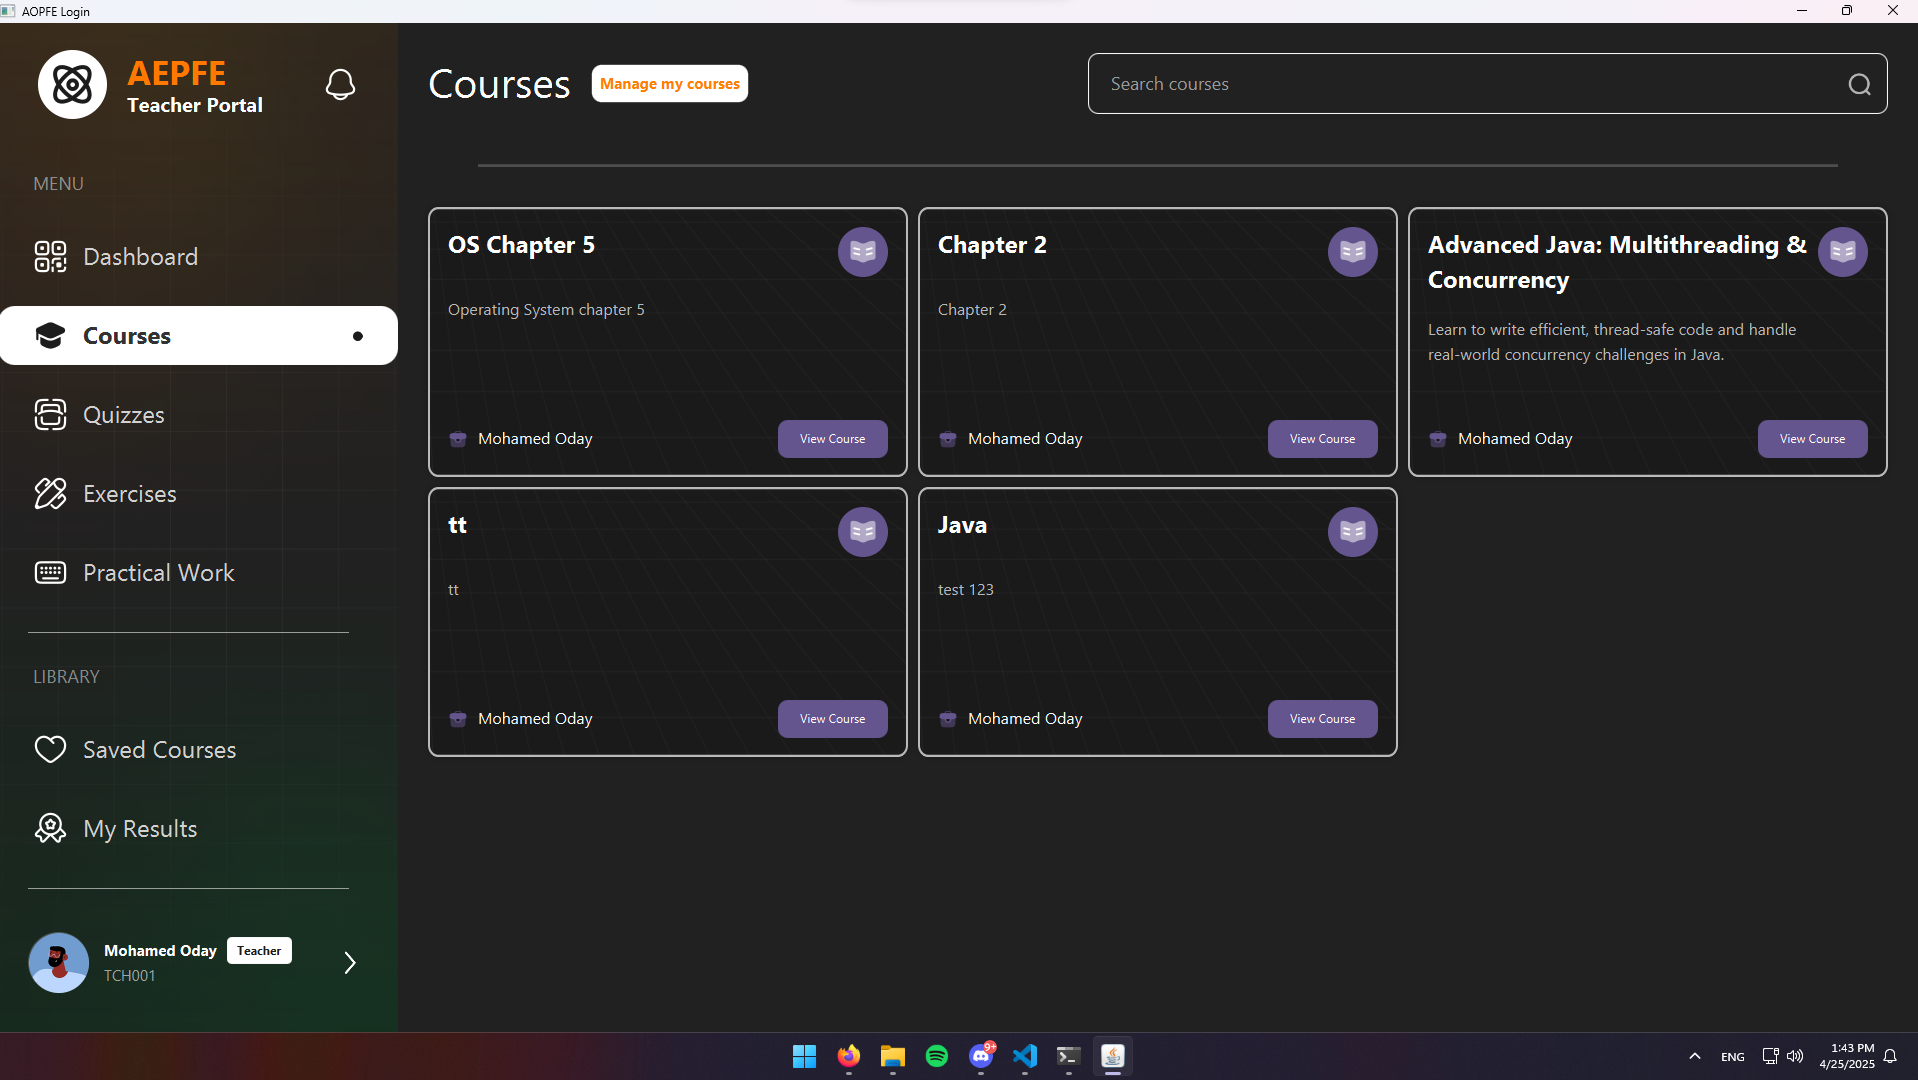 AOPFE Login
AEPFE
Teacher Portal
MENU
Dashboard
Courses
Quizzes
Exercises
Practical Work
LIBRARY
Saved Courses
My Results
Mohamed Oday
Teacher
TCH001
Courses
Manage my courses
Search courses
OS Chapter 5
Operating System chapter 5
Mohamed Oday
View Course
Chapter 2
Chapter 2
Mohamed Oday
View Course
Advanced Java: Multithreading &
Concurrency
Learn to write efficient, thread-safe code and handle
real-world concurrency challenges in Java.
Mohamed Oday
View Course
tt
tt
Mohamed Oday
View Course
Java
test 123
Mohamed Oday
View Course
9+
ENG
1:43 PM
4/25/2025